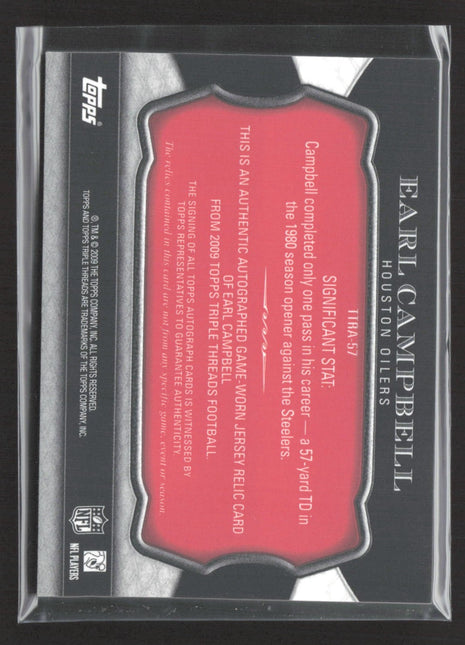 EARL CAMPBELL
HOUSTON OILERS
TTRA-57
SIGNIFICANT STAT:
Campbell completed only one pass in his career — a 57-yard TD in
the 1980 season opener against the Steelers.
THIS IS AN AUTHENTIC AUTOGRAPHED GAME-WORN JERSEY RELIC CARD
OF EARL CAMPBELL
FROM 2009 TOPPS TRIPLE THREADS FOOTBALL
THE SIGNING OF ALL TOPPS AUTOGRAPH CARDS IS WITNESSED BY
TOPPS REPRESENTATIVES TO GUARANTEE AUTHENTICITY.
The relics contained in this card are not from any specific game, event or season.
topps®
®, TM & © 2009 THE TOPPS COMPANY, INC. ALL RIGHTS RESERVED.
TOPPS AND TOPPS TRIPLE THREADS ARE TRADEMARKS OF THE TOPPS COMPANY, INC.
NFL
NFL PLAYERS